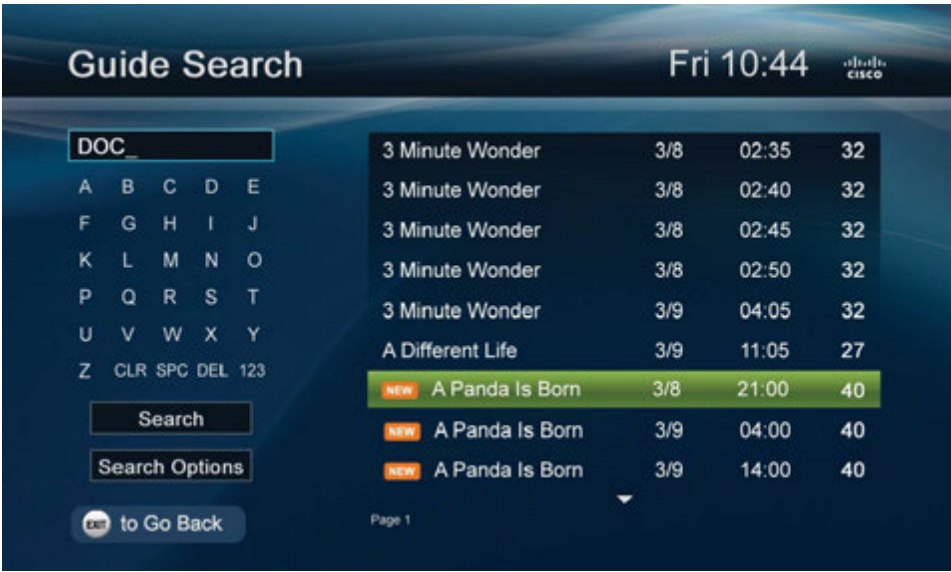 Guide Search
Fri 10:44
CISCO
DOC_
A B C D E
F G H I J
K L M N O
P Q R S T
U V W X Y
Z CLR SPC DEL 123
Search
Search Options
EXIT to Go Back
3 Minute Wonder 3/8 02:35 32
3 Minute Wonder 3/8 02:40 32
3 Minute Wonder 3/8 02:45 32
3 Minute Wonder 3/8 02:50 32
3 Minute Wonder 3/9 04:05 32
A Different Life 3/9 11:05 27
NEW A Panda Is Born 3/8 21:00 40
NEW A Panda Is Born 3/9 04:00 40
NEW A Panda Is Born 3/9 14:00 40
Page 1